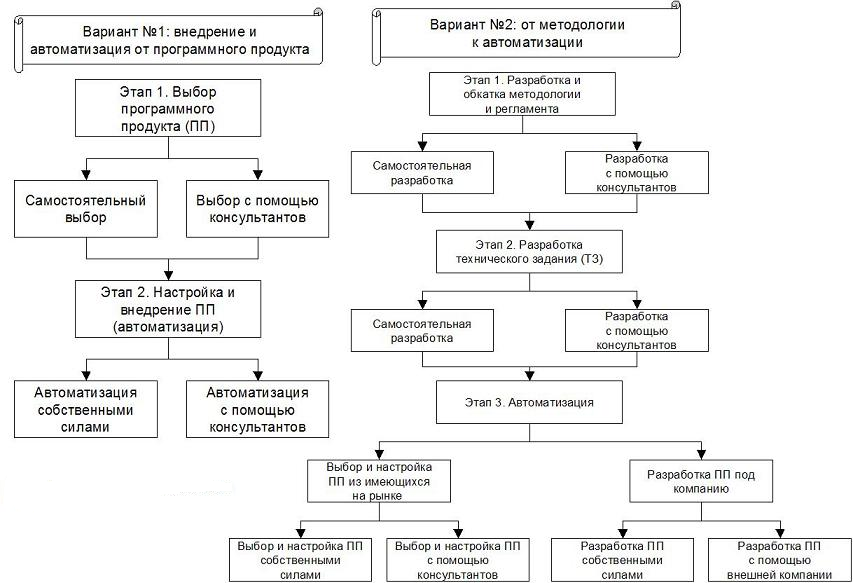 Вариант №1: внедрение и
автоматизация от программного продукта
Этап 1. Выбор
программного
продукта (ПП)
Самостоятельный
выбор
Выбор с помощью
консультантов
Этап 2. Настройка и
внедрение ПП
(автоматизация)
Автоматизация
собственными
силами
Автоматизация
с помощью
консультантов
Вариант №2: от методологии
к автоматизации
Этап 1. Разработка и
обкатка методологии
и регламента
Самостоятельная
разработка
Разработка
с помощью
консультантов
Этап 2. Разработка
технического задания (ТЗ)
Самостоятельная
разработка
Разработка
с помощью
консультантов
Этап 3. Автоматизация
Выбор и настройка
ПП из имеющихся
на рынке
Разработка ПП под
компанию
Выбор и настройка ПП
собственными
силами
Выбор и настройка ПП
с помощью
консультантов
Разработка ПП
собственными
силами
Разработка ПП
с помощью
внешней компании